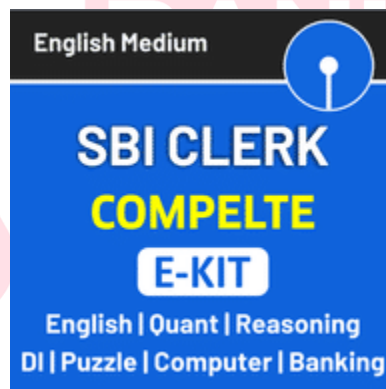 English Medium
SBI CLERK
COMPELTE
E-KIT
English | Quant | Reasoning
DI | Puzzle | Computer | Banking